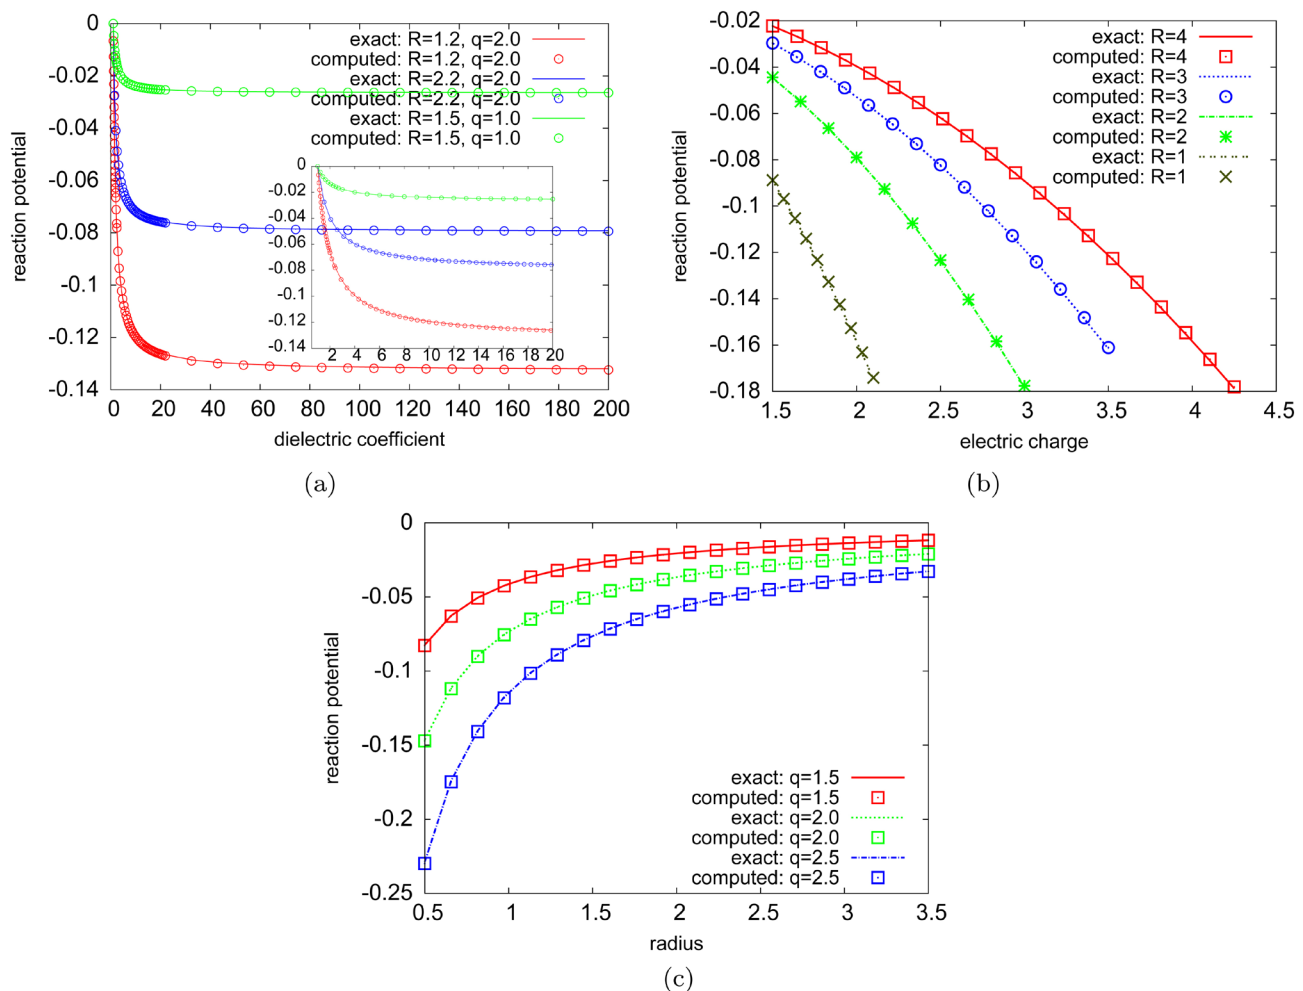 0
-0.02
-0.04
-0.06
-0.08
-0.1
-0.12
-0.14
reaction potential
exact: R=1.2, q=2.0
computed: R=1.2, q=2.0
exact: R=2.2, q=2.0
computed: R=2.2, q=2.0
exact: R=1.5, q=1.0
computed: R=1.5, q=1.0
0
-0.02
-0.04
-0.06
-0.08
-0.1
-0.12
-0.14
2 4 6 8 10 12 14 16 18 20
0 20 40 60 80 100 120 140 160 180 200
dielectric coefficient
(a)
-0.02
-0.04
-0.06
-0.08
-0.1
-0.12
-0.14
-0.16
-0.18
reaction potential
exact: R=4
computed: R=4
exact: R=3
computed: R=3
exact: R=2
computed: R=2
exact: R=1
computed: R=1
1.5 2 2.5 3 3.5 4 4.5
electric charge
(b)
0
-0.05
-0.1
-0.15
-0.2
-0.25
reaction potential
exact: q=1.5
computed: q=1.5
exact: q=2.0
computed: q=2.0
exact: q=2.5
computed: q=2.5
0.5 1 1.5 2 2.5 3 3.5
radius
(c)